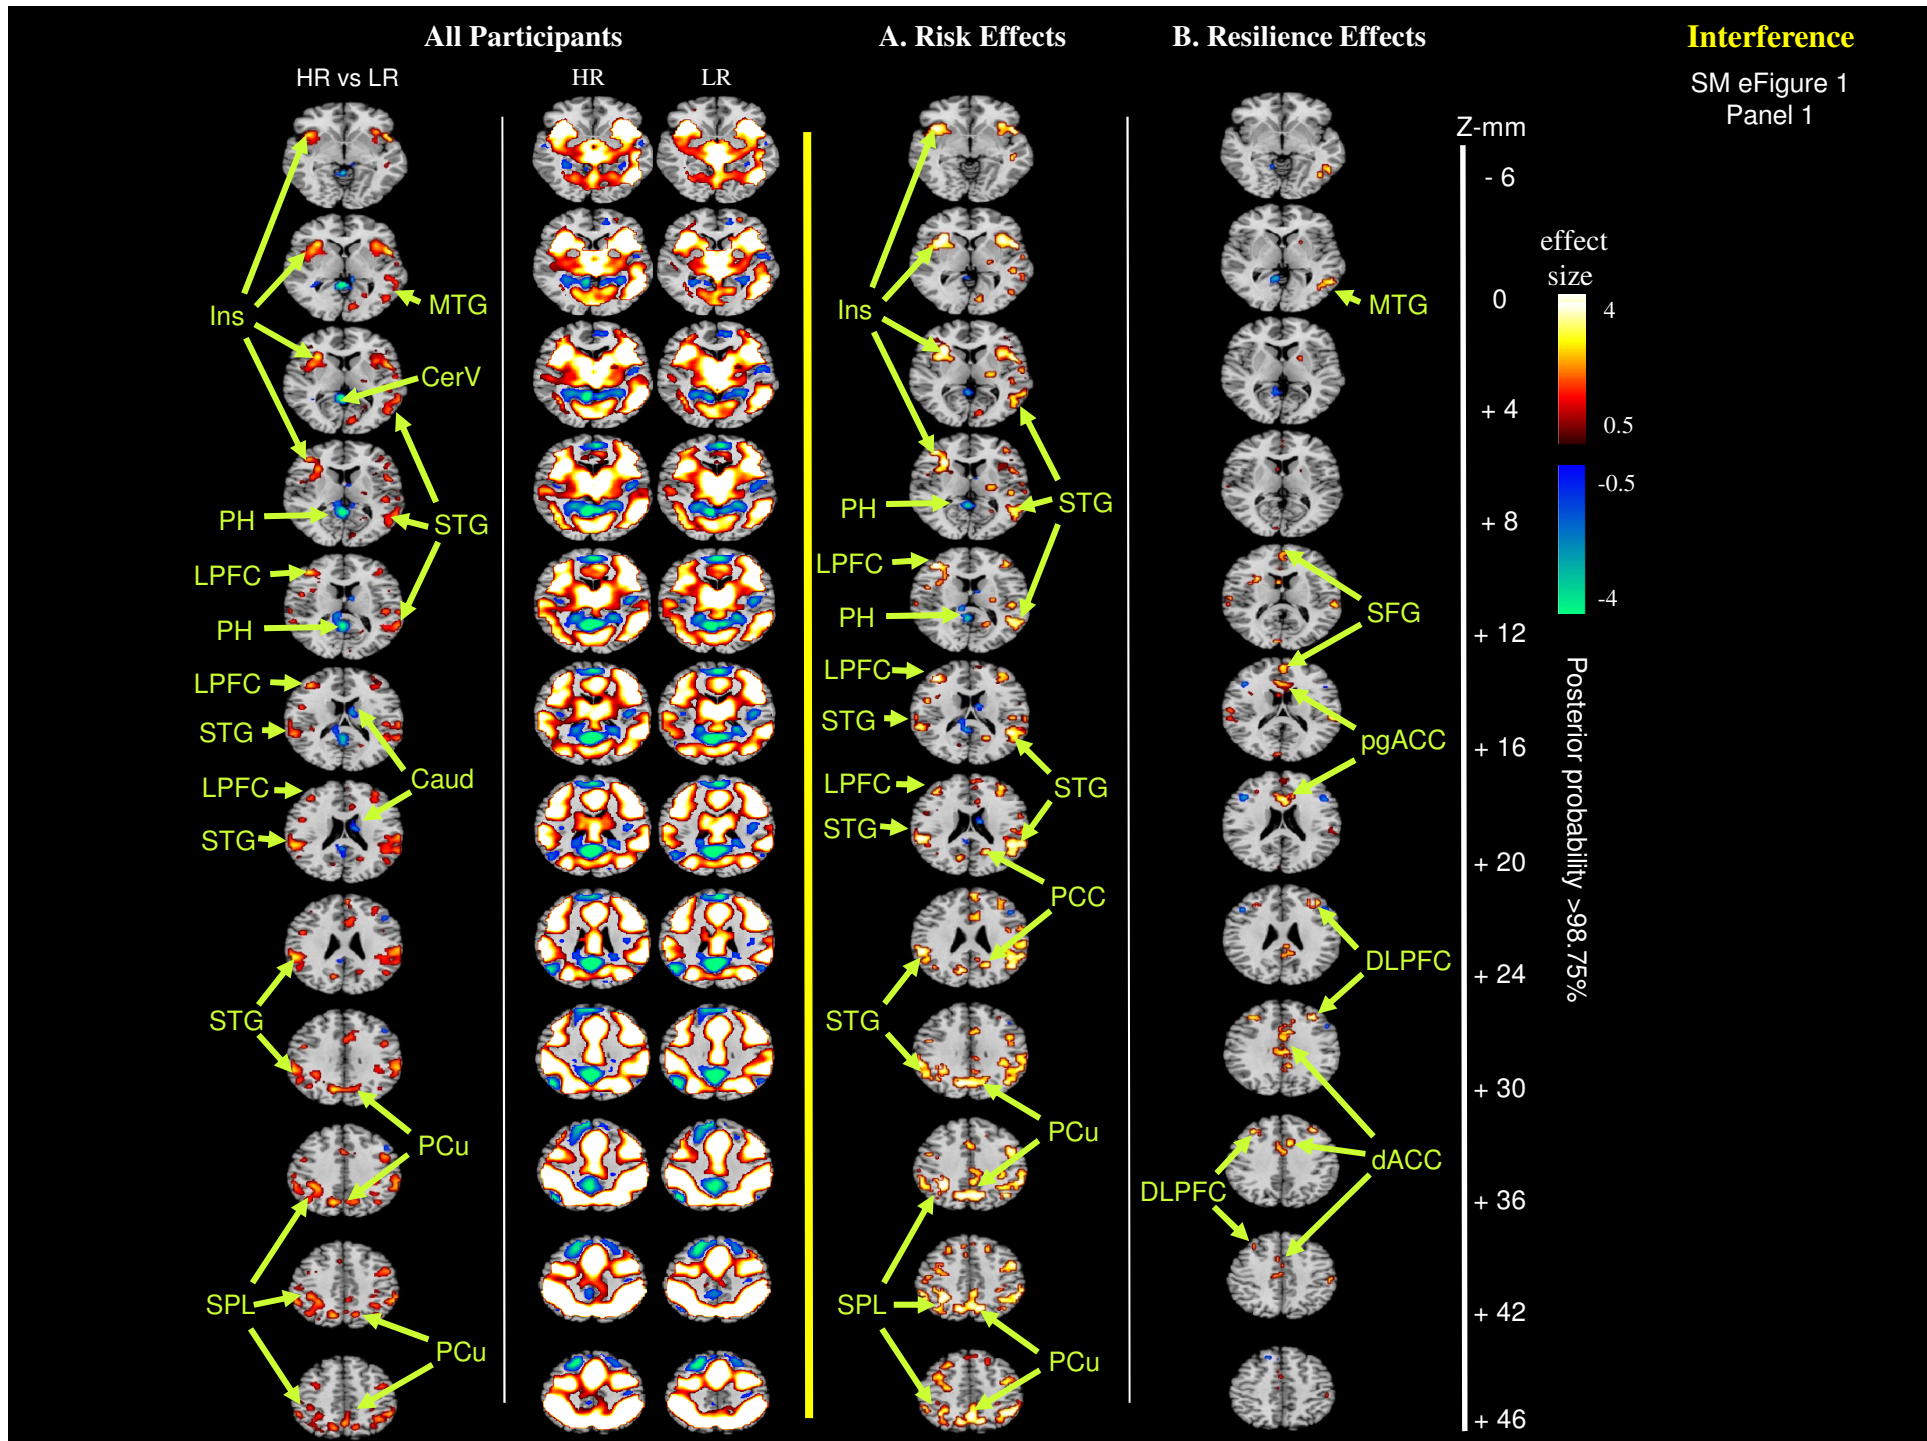 All Participants
A. Risk Effects
B. Resilience Effects
Interference
HR vs LR
HR
LR
SM eFigure 1
Panel 1
Z-mm
- 6
effect
size
0
4
Ins
MTG
Ins
MTG
CerV
+ 4
0.5
-0.5
PH
STG
PH
STG
+ 8
LPFC
LPFC
-4
PH
PH
SFG
+ 12
LPFC
LPFC
STG
STG
pgACC
+ 16
Posterior probability >98.75%
LPFC
Caud
LPFC
STG
STG
STG
+ 20
PCC
DLPFC
+ 24
STG
STG
+ 30
PCu
PCu
dACC
DLPFC
+ 36
SPL
SPL
+ 42
PCu
PCu
+ 46